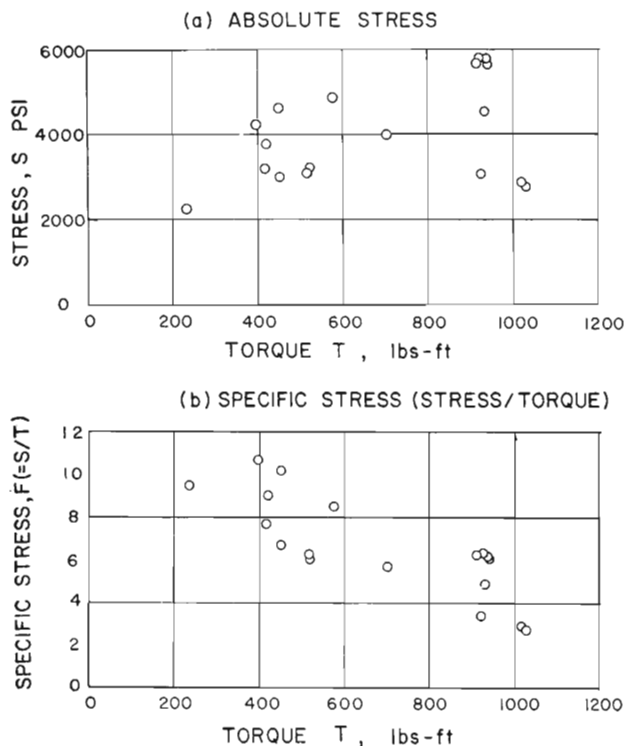 (a) ABSOLUTE STRESS
STRESS, S PSI
6000
4000
2000
0
0 200 400 600 800 1000 1200
TORQUE T, lbs-ft
(b) SPECIFIC STRESS (STRESS/TORQUE)
SPECIFIC STRESS, F(=S/T)
12
10
8
6
4
2
0
0 200 400 600 800 1000 1200
TORQUE T, lbs-ft